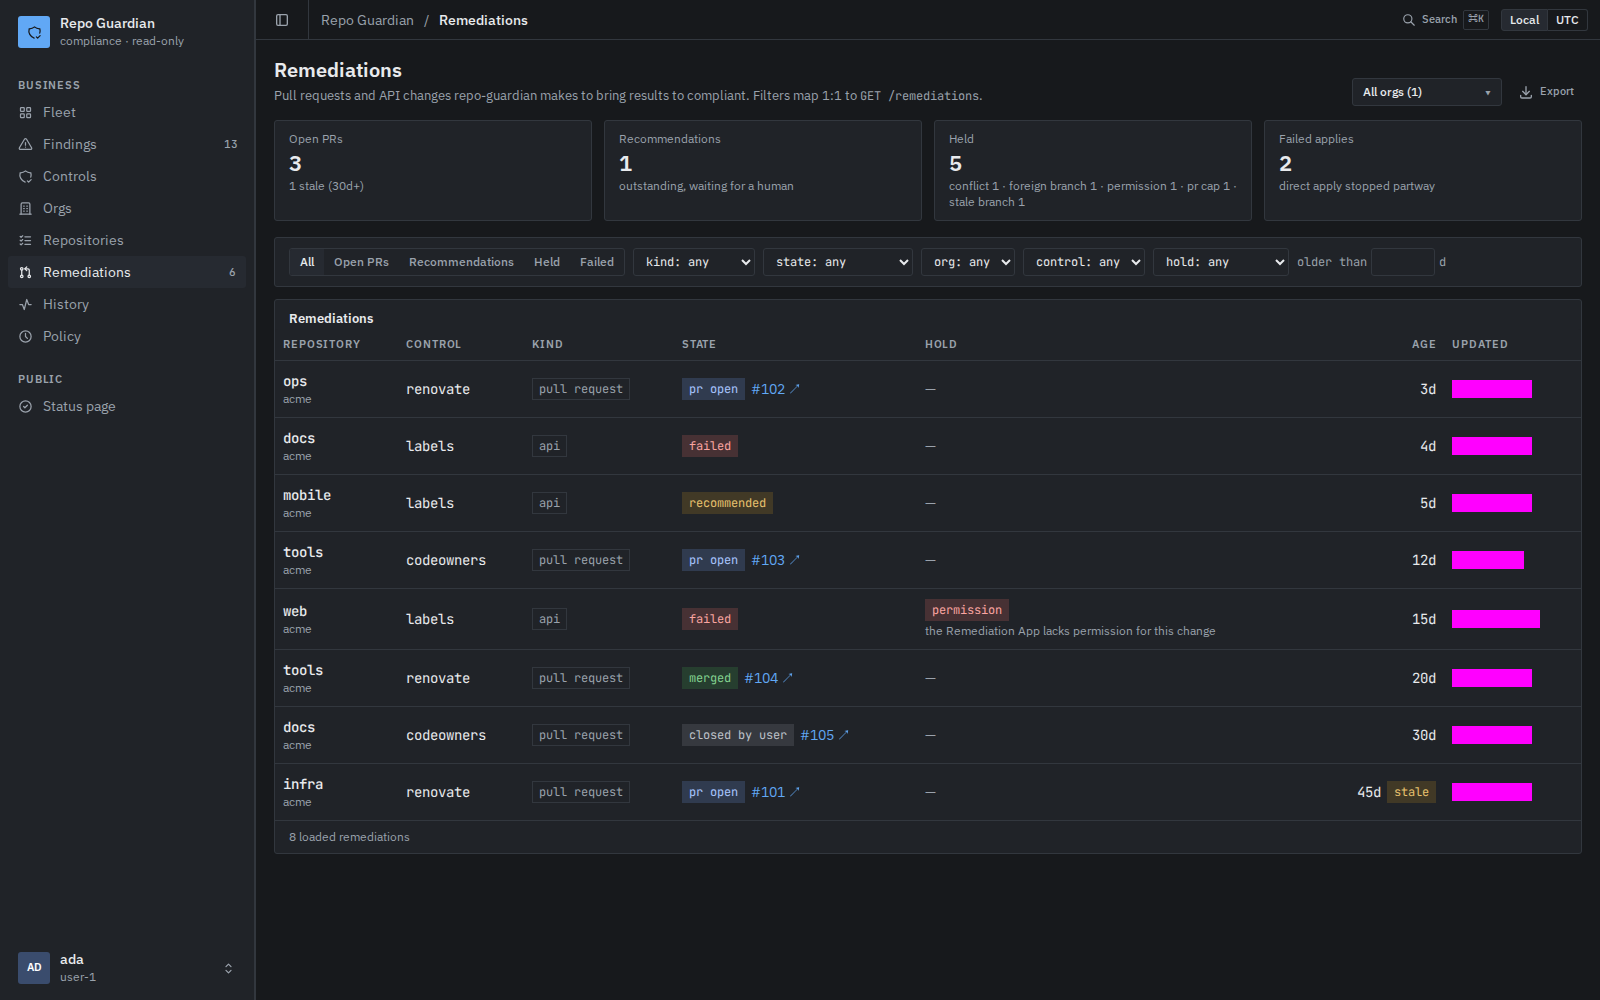 Repo Guardian
compliance · read-only
BUSINESS
Fleet
Findings 13
Controls
Orgs
Repositories
Remediations 6
History
Policy
PUBLIC
Status page
AD
ada
user-1
Repo Guardian / Remediations
Search ⌘K Local UTC
Remediations
Pull requests and API changes repo-guardian makes to bring results to compliant. Filters map 1:1 to GET /remediations.
All orgs (1) Export
Open PRs
3
1 stale (30d+)
Recommendations
1
outstanding, waiting for a human
Held
5
conflict 1 · foreign branch 1 · permission 1 · pr cap 1 ·
stale branch 1
Failed applies
2
direct apply stopped partway
All Open PRs Recommendations Held Failed kind: any state: any org: any control: any hold: any older than d
Remediations
REPOSITORY CONTROL KIND STATE HOLD AGE UPDATED
ops
acme
renovate pull request pr open #102 ↗ — 3d
docs
acme
labels api failed — 4d
mobile
acme
labels api recommended — 5d
tools
acme
codeowners pull request pr open #103 ↗ — 12d
web
acme
labels api failed permission 15d
the Remediation App lacks permission for this change
tools
acme
renovate pull request merged #104 ↗ — 20d
docs
acme
codeowners pull request closed by user #105 ↗ — 30d
infra
acme
renovate pull request pr open #101 ↗ — 45d stale
8 loaded remediations